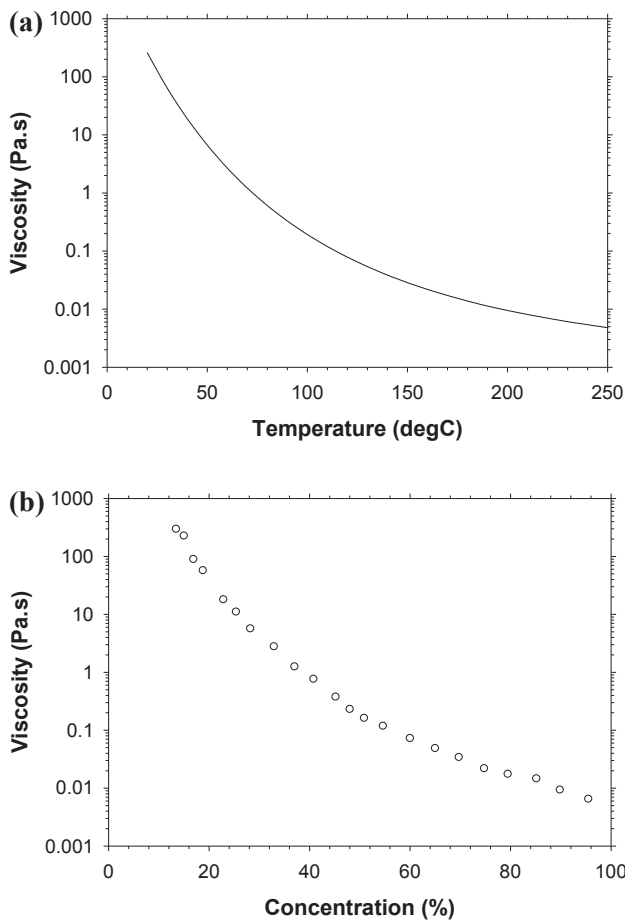 (a)
1000
100
10
1
0.1
0.01
0.001
Viscosity (Pa.s)
0 50 100 150 200 250
Temperature (degC)
(b)
1000
100
10
1
0.1
0.01
0.001
Viscosity (Pa.s)
0 20 40 60 80 100
Concentration (%)